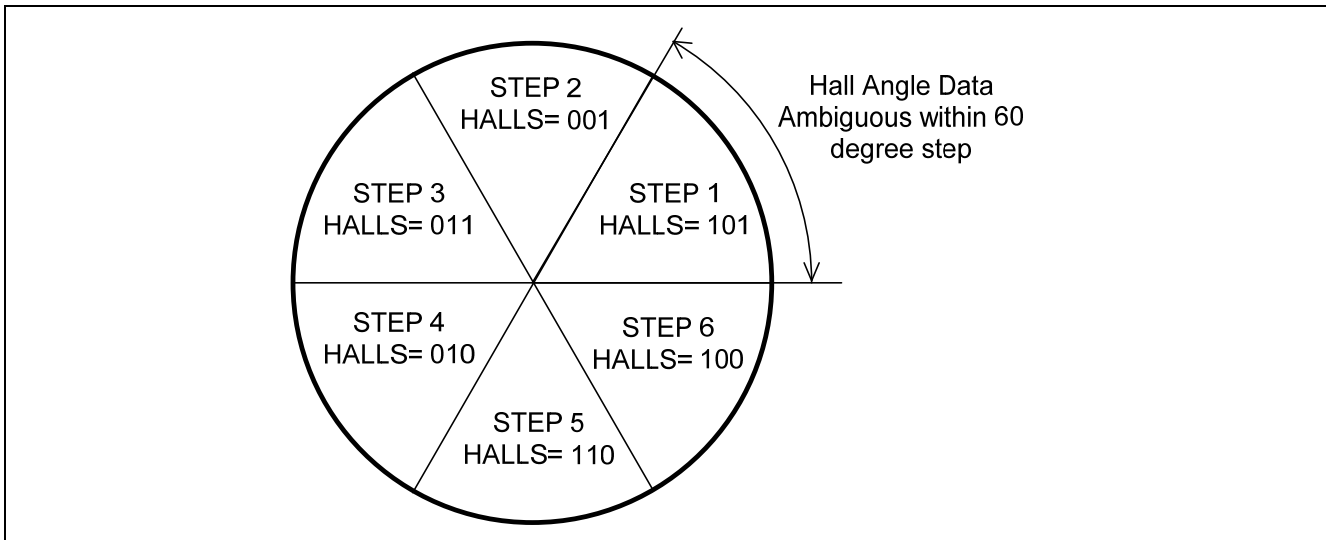 STEP 2
HALLS= 001
Hall Angle Data
Ambiguous within 60
degree step
STEP 3
HALLS= 011
STEP 1
HALLS= 101
STEP 4
HALLS= 010
STEP 6
HALLS= 100
STEP 5
HALLS= 110